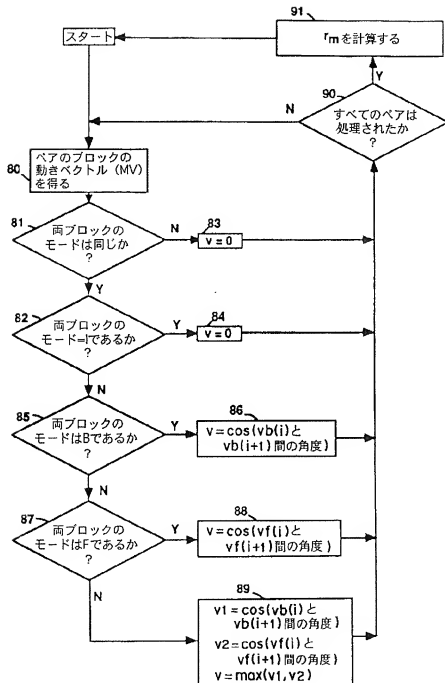 91
rmを計算する
スタート
90
Y
N
すべてのペアは
処理されたか
?
80
ペアのブロックの
動きベクトル (MV)
を得る
81
両ブロックの
モードは同じか
?
N
83
v = 0
Y
82
両ブロックの
モード=Iであるか
?
Y
84
v = 0
N
85
両ブロックの
モードはBであるか
?
Y
86
v=cos(vb(i)と
vb(i+1)間の角度)
N
87
両ブロックの
モードはFであるか
?
Y
88
v=cos(vf(i)と
vf(i+1)間の角度)
N
89
v1=cos(vb(i)と
vb(i+1)間の角度)
v2=cos(vf(i)と
vf(i+1)間の角度)
v=max(v1,v2)